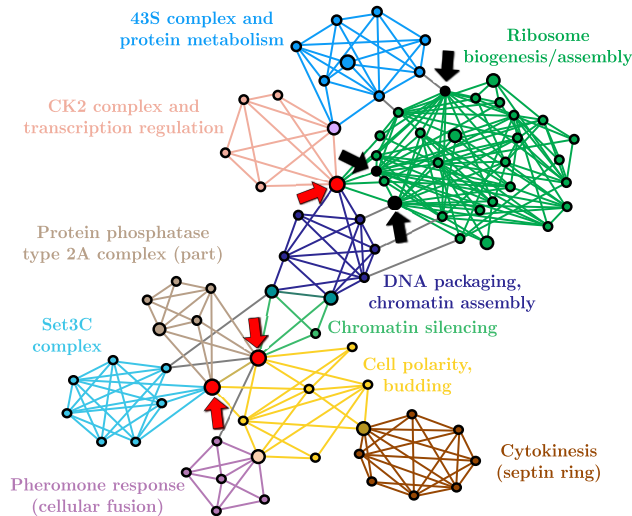 43S complex and
protein metabolism
Ribosome
biogenesis/assembly
CK2 complex and
transcription regulation
Protein phosphatase
type 2A complex (part)
DNA packaging,
chromatin assembly
Set3C
complex
Chromatin silencing
Cell polarity,
budding
Cytokinesis
(septin ring)
Pheromone response
(cellular fusion)